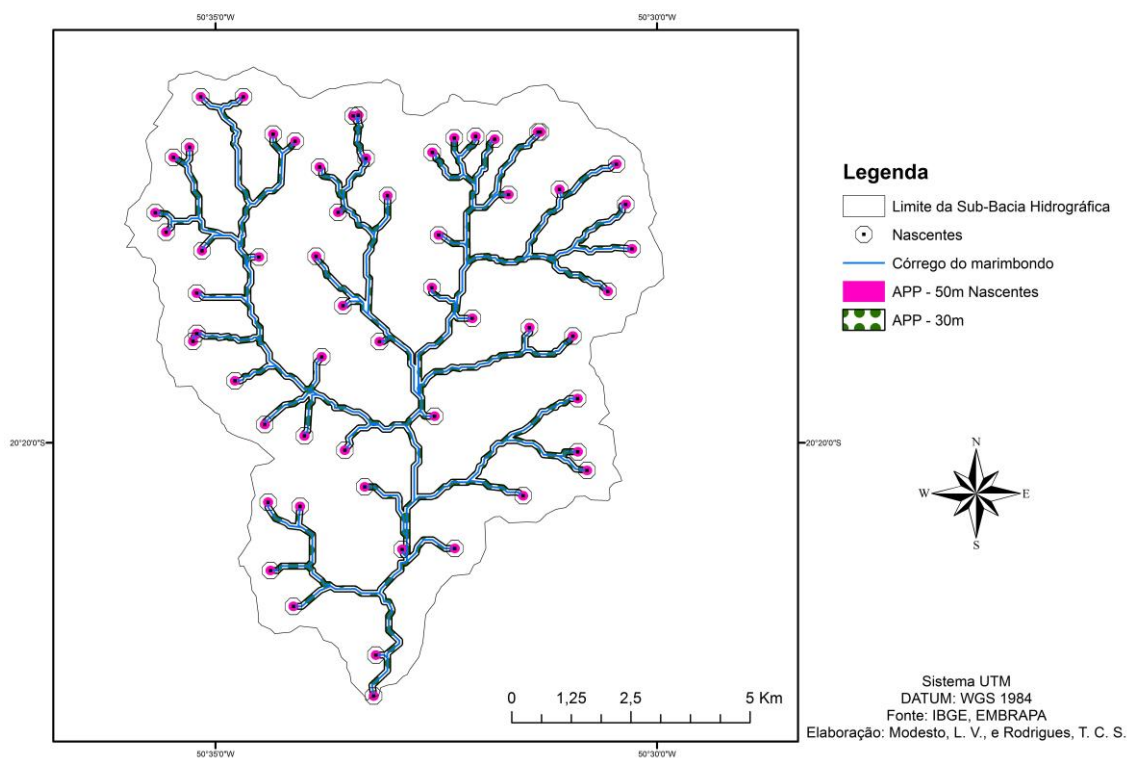 50°35'0"W
50°30'0"W
20°20'0"S
20°20'0"S
50°35'0"W
50°30'0"W
0 1,25 2,5 5 Km
Legenda
Limite da Sub-Bacia Hidrográfica
Nascentes
Córrego do marimbondo
APP - 50m Nascentes
APP - 30m
N
W
E
S
Sistema UTM
DATUM: WGS 1984
Fonte: IBGE, EMBRAPA
Elaboração: Modesto, L. V., e Rodrigues, T. C. S.